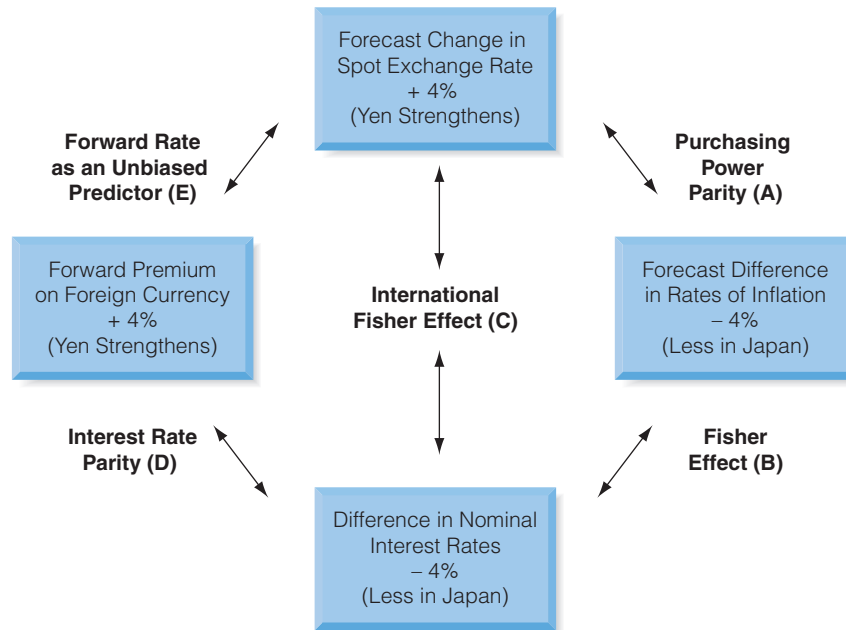 Forecast Change in
Spot Exchange Rate
+ 4%
(Yen Strengthens)
Forward Rate
as an Unbiased
Predictor (E)
Purchasing
Power
Parity (A)
Forward Premium
on Foreign Currency
+ 4%
(Yen Strengthens)
International
Fisher Effect (C)
Forecast Difference
in Rates of Inflation
– 4%
(Less in Japan)
Interest Rate
Parity (D)
Fisher
Effect (B)
Difference in Nominal
Interest Rates
– 4%
(Less in Japan)